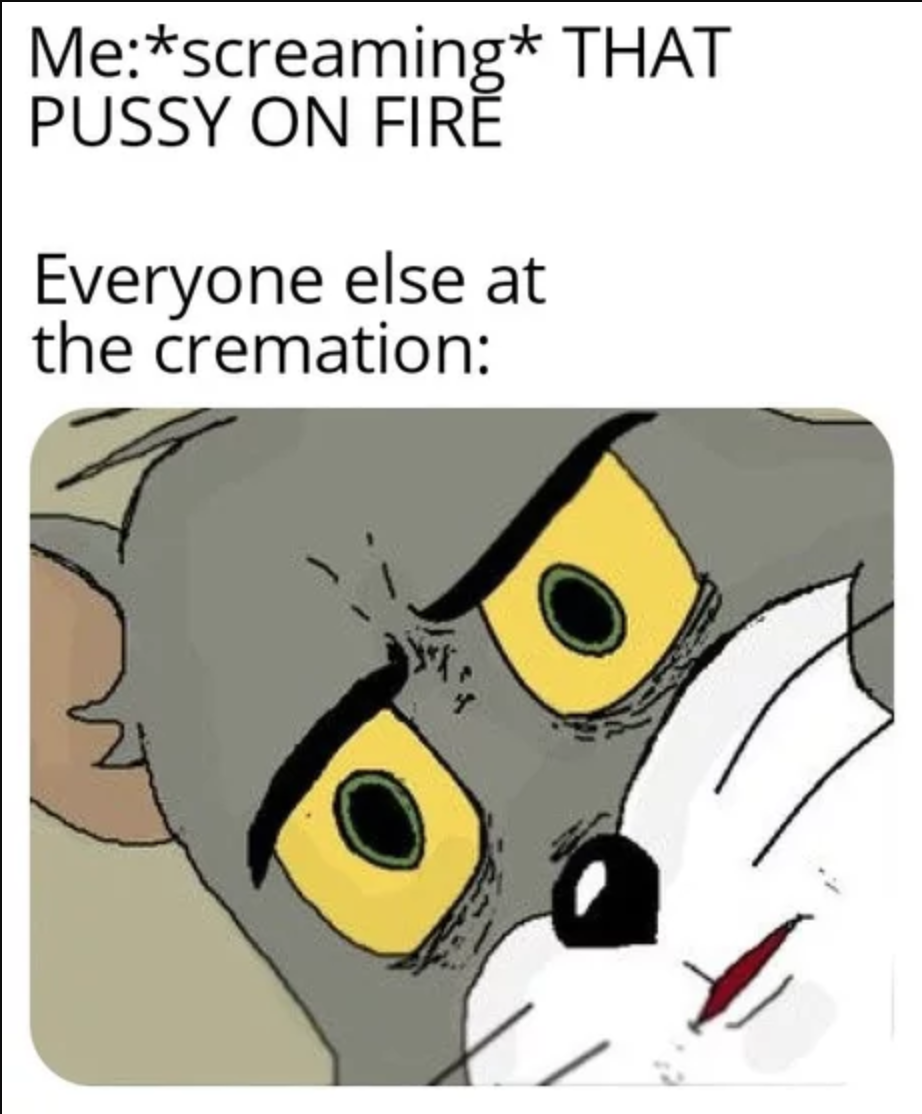 Me:*screaming* THAT
PUSSY ON FIRE
Everyone else at
the cremation: